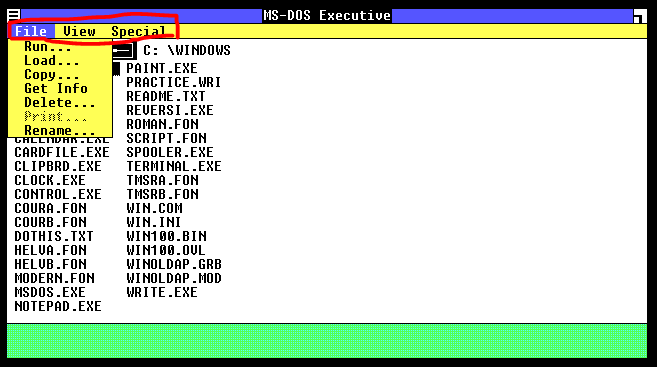 MS-DOS Executive
File View Special
C: \WINDOWS
Run...
Load...
Copy...
Get Info
Delete...
Print...
Rename...
CALENDAR.EXE
CARDFILE.EXE
CLIPBRD.EXE
CLOCK.EXE
CONTROL.EXE
COURA.FON
COURB.FON
DOTHIS.TXT
HELVA.FON
HELVB.FON
MODERN.FON
MSDOS.EXE
NOTEPAD.EXE
PAINT.EXE
PRACTICE.WRI
README.TXT
REVERSI.EXE
ROMAN.FON
SCRIPT.FON
SPOOLER.EXE
TERMINAL.EXE
TMSRA.FON
TMSRB.FON
WIN.COM
WIN.INI
WIN100.BIN
WIN100.OVL
WINOLDAP.GRB
WINOLDAP.MOD
WRITE.EXE